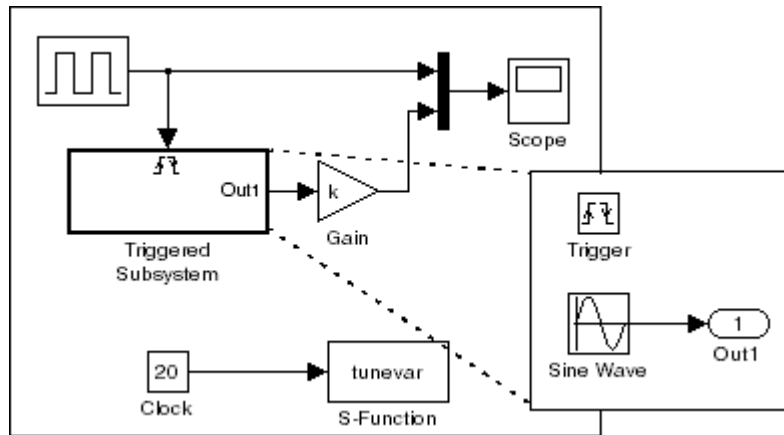 Scope
Out1
k
Triggered
Subsystem
Gain
Trigger
1
Out1
Sine Wave
20
Clock
tunevar
S-Function